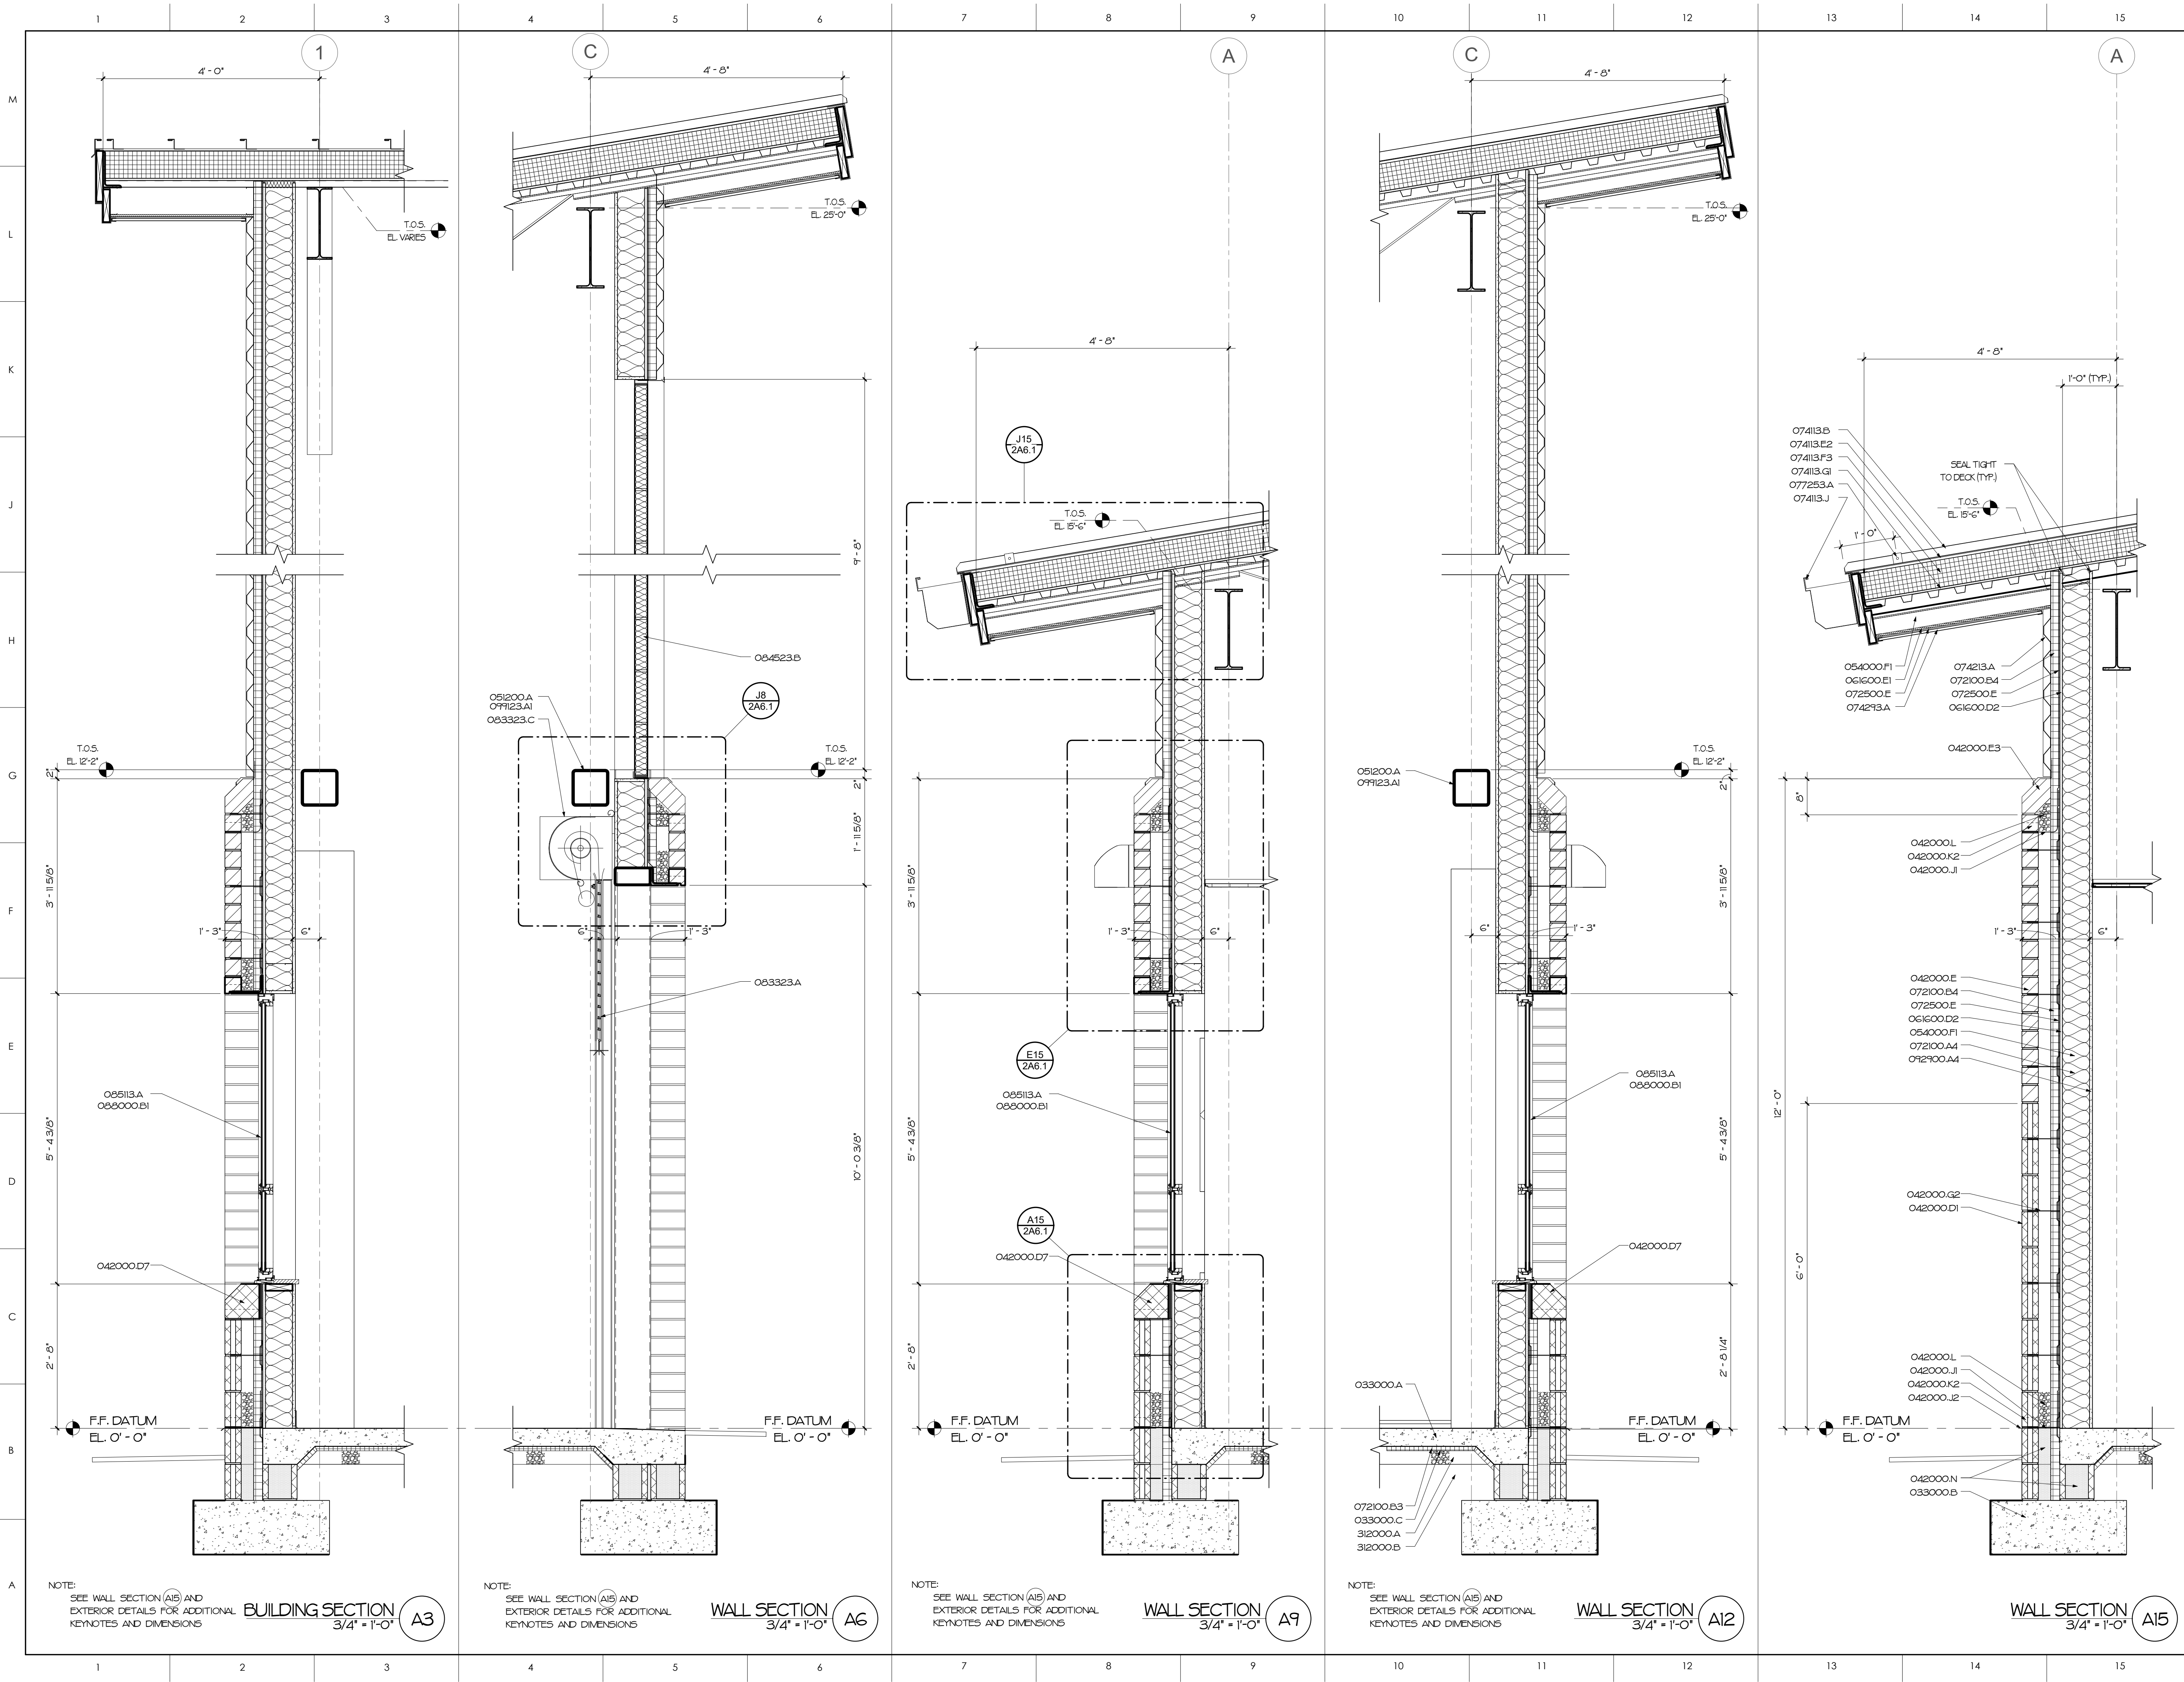 1 2 3 4 5 6 7 8 9 10 11 12 13 14 15
M
L
K
J
H
G
F
E
D
C
B
A
1
4' - 0"
T.O.S.
EL. VARIES
T.O.S.
EL. 12'-2"
2"
3' - 11 5/8"
1' - 3"
6"
085113.A
088000.B1
5' - 4 3/8"
042000.D7
2' - 8"
F.F. DATUM
EL. 0' - 0"
NOTE:
SEE WALL SECTION A15 AND
EXTERIOR DETAILS FOR ADDITIONAL
KEYNOTES AND DIMENSIONS
BUILDING SECTION
3/4" = 1'-0"
A3
C
4' - 8"
T.O.S.
EL. 25'-0"
9' - 8"
084523.B
051200.A
099123.A1
083323.C
J8
2A6.1
T.O.S.
EL. 12'-2"
2"
1' - 11 5/8"
6"
1' - 3"
083323.A
10' - 0 3/8"
F.F. DATUM
EL. 0' - 0"
NOTE:
SEE WALL SECTION A15 AND
EXTERIOR DETAILS FOR ADDITIONAL
KEYNOTES AND DIMENSIONS
WALL SECTION
3/4" = 1'-0"
A6
A
4' - 8"
J15
2A6.1
T.O.S.
EL. 15'-6"
3' - 11 5/8"
1' - 3"
6"
E15
2A6.1
085113.A
088000.B1
5' - 4 3/8"
A15
2A6.1
042000.D7
2' - 8"
F.F. DATUM
EL. 0' - 0"
NOTE:
SEE WALL SECTION A15 AND
EXTERIOR DETAILS FOR ADDITIONAL
KEYNOTES AND DIMENSIONS
WALL SECTION
3/4" = 1'-0"
A9
C
4' - 8"
T.O.S.
EL. 25'-0"
T.O.S.
EL. 12'-2"
051200.A
099123.A1
2"
3' - 11 5/8"
6"
1' - 3"
085113.A
088000.B1
5' - 4 3/8"
042000.D7
2' - 8 1/4"
033000.A
F.F. DATUM
EL. 0' - 0"
072100.B3
033000.C
312000.A
312000.B
NOTE:
SEE WALL SECTION A15 AND
EXTERIOR DETAILS FOR ADDITIONAL
KEYNOTES AND DIMENSIONS
WALL SECTION
3/4" = 1'-0"
A12
A
4' - 8"
1'-0" (TYP.)
074113.B
074113.E2
074113.F3
074113.G1
077253.A
074113.J
SEAL TIGHT
TO DECK (TYP.)
T.O.S.
EL. 15'-6"
1' - 0"
054000.F1
061600.E1
072500.E
074293.A
074213.A
072100.B4
072500.E
061600.D2
042000.E3
8"
042000.L
042000.K2
042000.J1
1' - 3"
6"
042000.E
072100.B4
072500.E
061600.D2
054000.F1
072100.A4
092900.A4
12' - 0"
042000.G2
042000.D1
6' - 0"
042000.L
042000.J1
042000.K2
042000.J2
F.F. DATUM
EL. 0' - 0"
042000.N
033000.B
WALL SECTION
3/4" = 1'-0"
A15
1 2 3 4 5 6 7 8 9 10 11 12 13 14 15